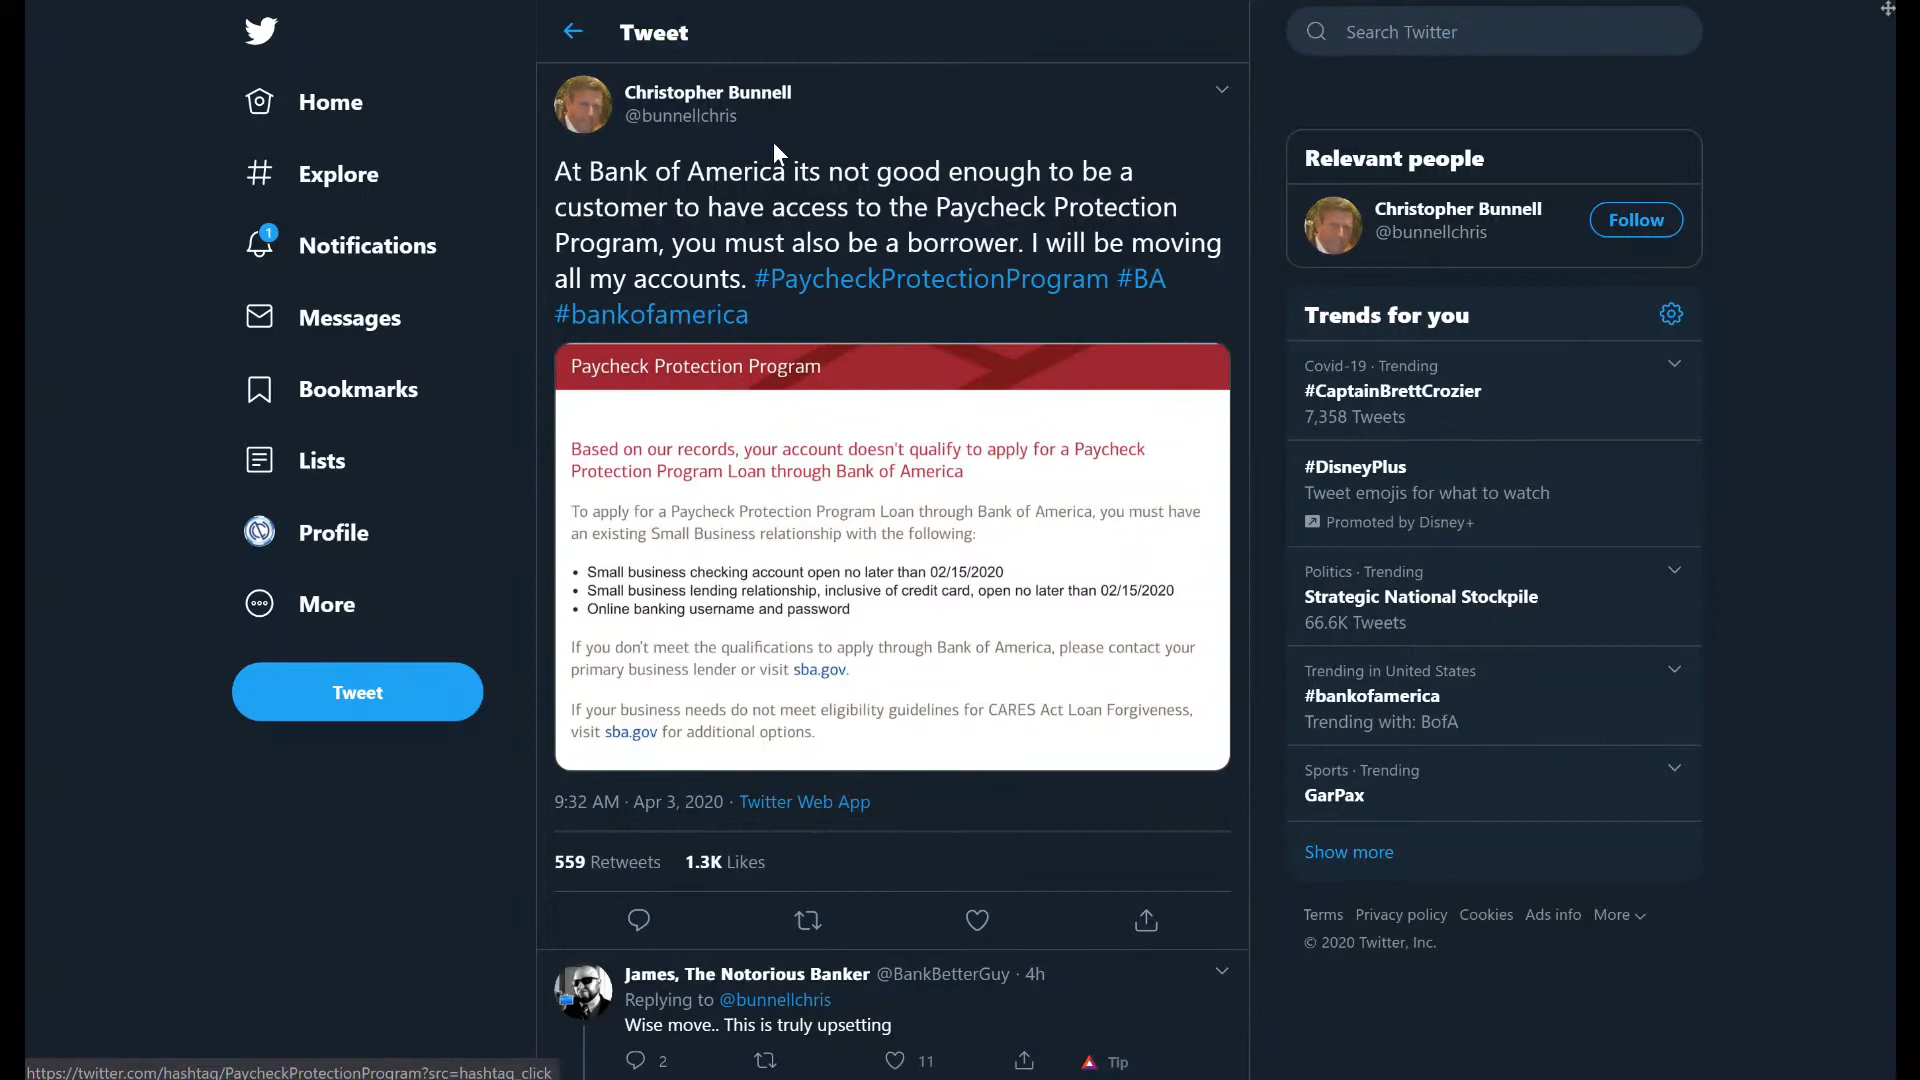 Home
Explore
1
Notifications
Messages
Bookmarks
Lists
Profile
More
Tweet
Tweet
Christopher Bunnell
@bunnellchris
At Bank of America its not good enough to be a
customer to have access to the Paycheck Protection
Program, you must also be a borrower. I will be moving
all my accounts. #PaycheckProtectionProgram #BA
#bankofamerica
Paycheck Protection Program
Based on our records, your account doesn't qualify to apply for a Paycheck
Protection Program Loan through Bank of America
To apply for a Paycheck Protection Program Loan through Bank of America, you must have
an existing Small Business relationship with the following:
• Small business checking account open no later than 02/15/2020
• Small business lending relationship, inclusive of credit card, open no later than 02/15/2020
• Online banking username and password
If you don't meet the qualifications to apply through Bank of America, please contact your
primary business lender or visit sba.gov.
If your business needs do not meet eligibility guidelines for CARES Act Loan Forgiveness,
visit sba.gov for additional options.
9:32 AM · Apr 3, 2020 · Twitter Web App
559 Retweets 1.3K Likes
James, The Notorious Banker @BankBetterGuy · 4h
Replying to @bunnellchris
Wise move.. This is truly upsetting
2 11 Tip
Search Twitter
Relevant people
Christopher Bunnell
@bunnellchris
Follow
Trends for you
Covid-19 · Trending
#CaptainBrettCrozier
7,358 Tweets
#DisneyPlus
Tweet emojis for what to watch
Promoted by Disney+
Politics · Trending
Strategic National Stockpile
66.6K Tweets
Trending in United States
#bankofamerica
Trending with: BofA
Sports · Trending
GarPax
Show more
Terms Privacy policy Cookies Ads info More
© 2020 Twitter, Inc.
https://twitter.com/hashtag/PaycheckProtectionProgram?src=hashtag_click